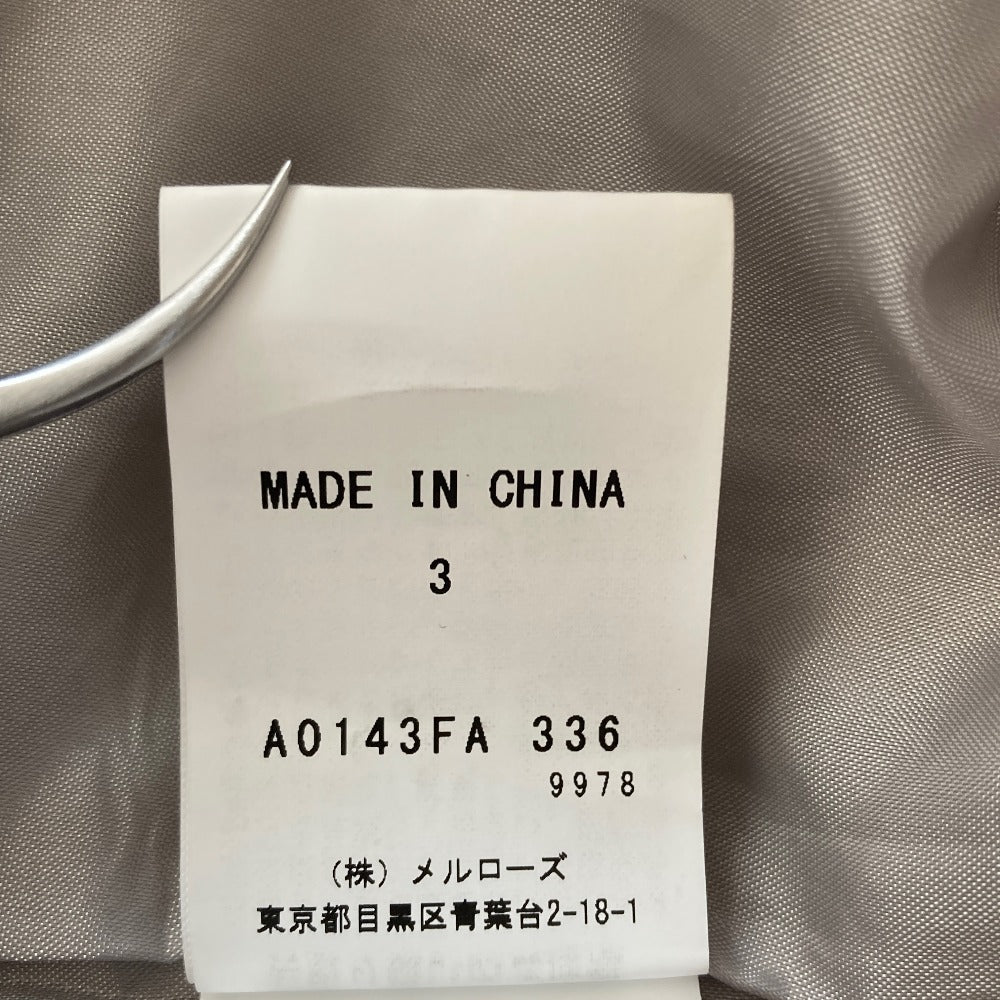 MADE IN CHINA
3
A0143FA 336
9978
(株) メルローズ
東京都目黒区青葉台2-18-1